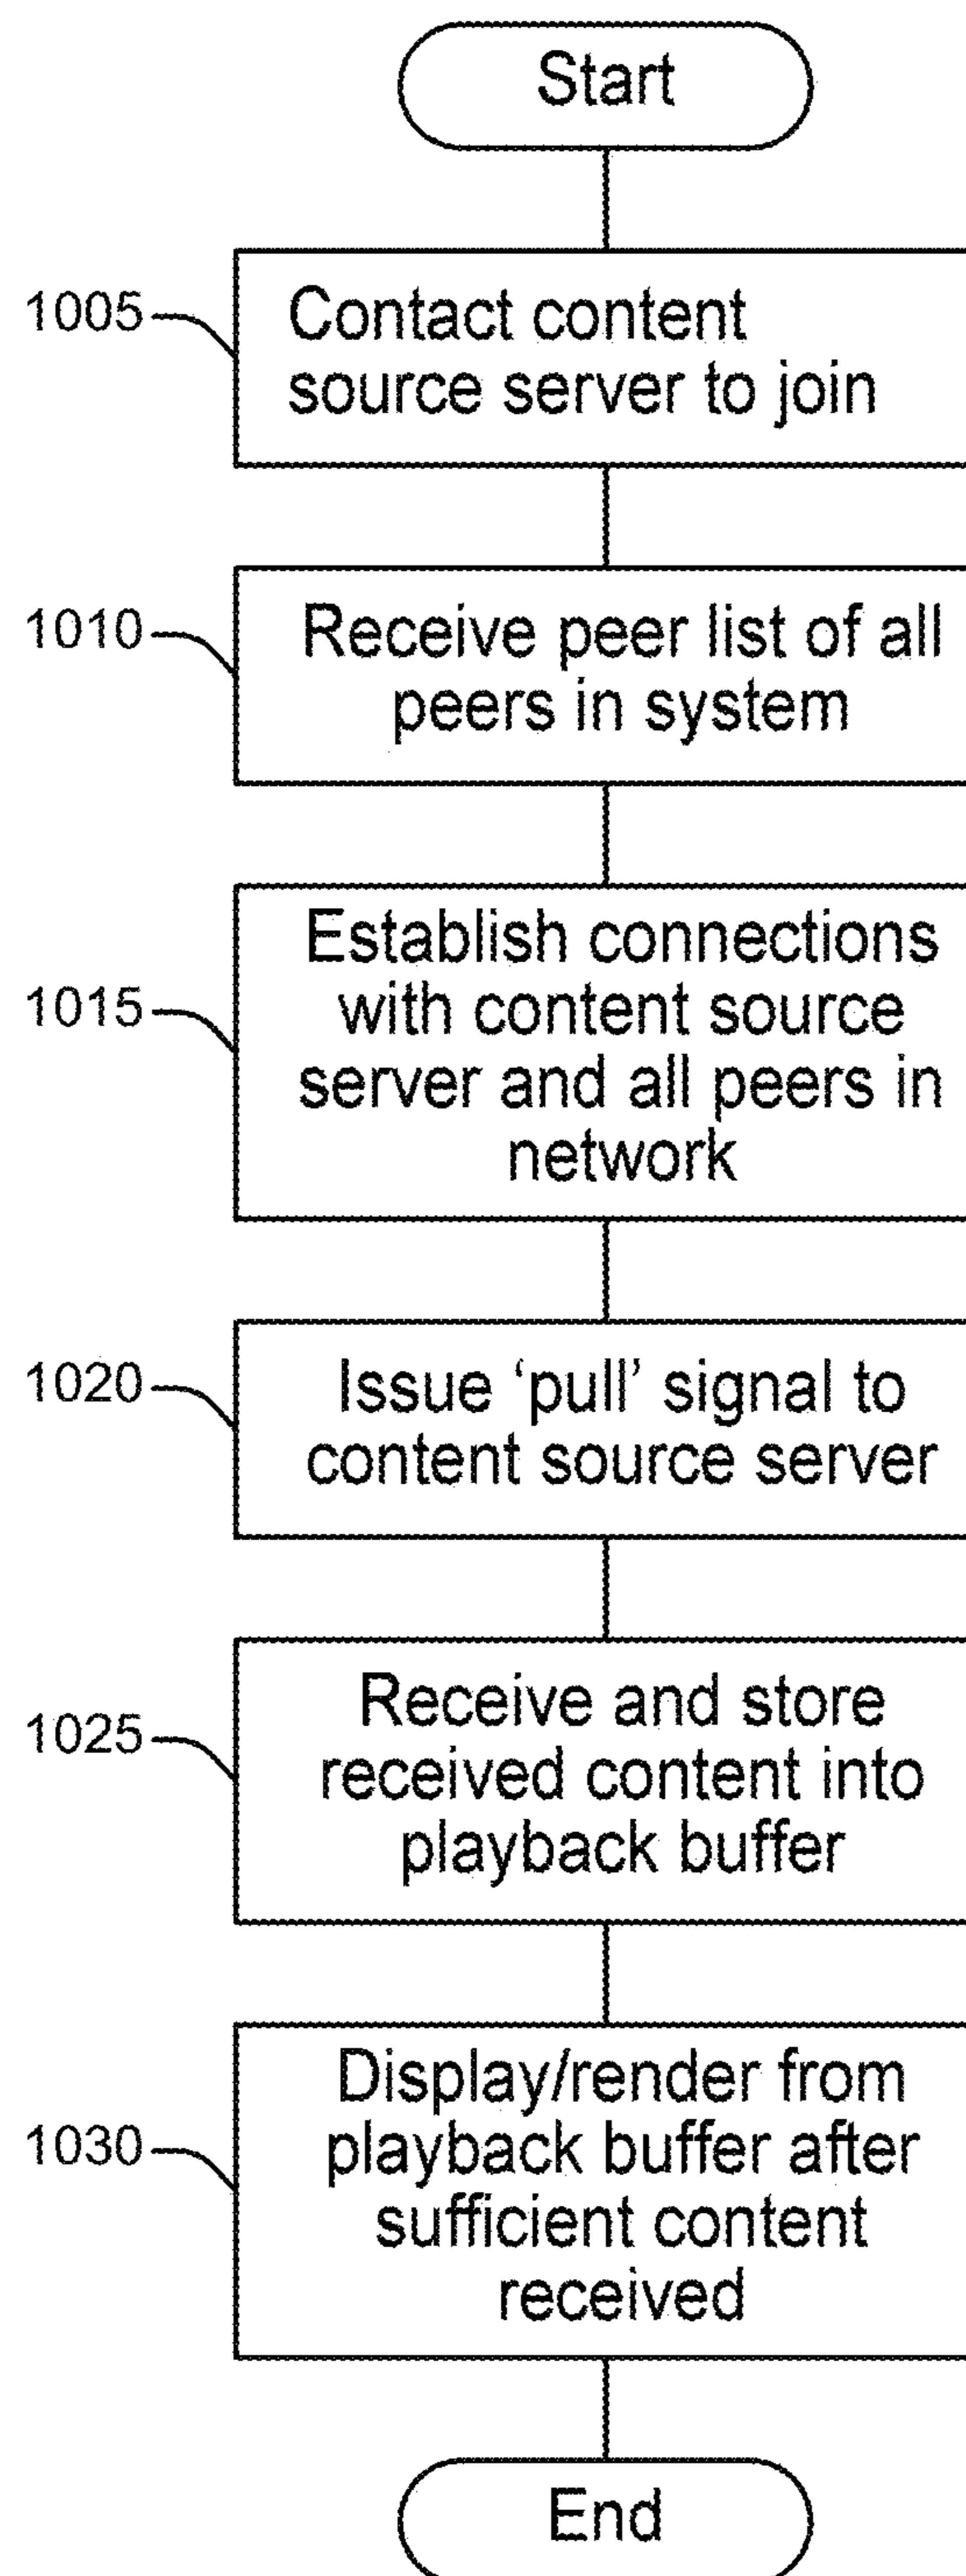 Start
1005
Contact content
source server to join
1010
Receive peer list of all
peers in system
1015
Establish connections
with content source
server and all peers in
network
1020
Issue ‘pull’ signal to
content source server
1025
Receive and store
received content into
playback buffer
1030
Display/render from
playback buffer after
sufficient content
received
End